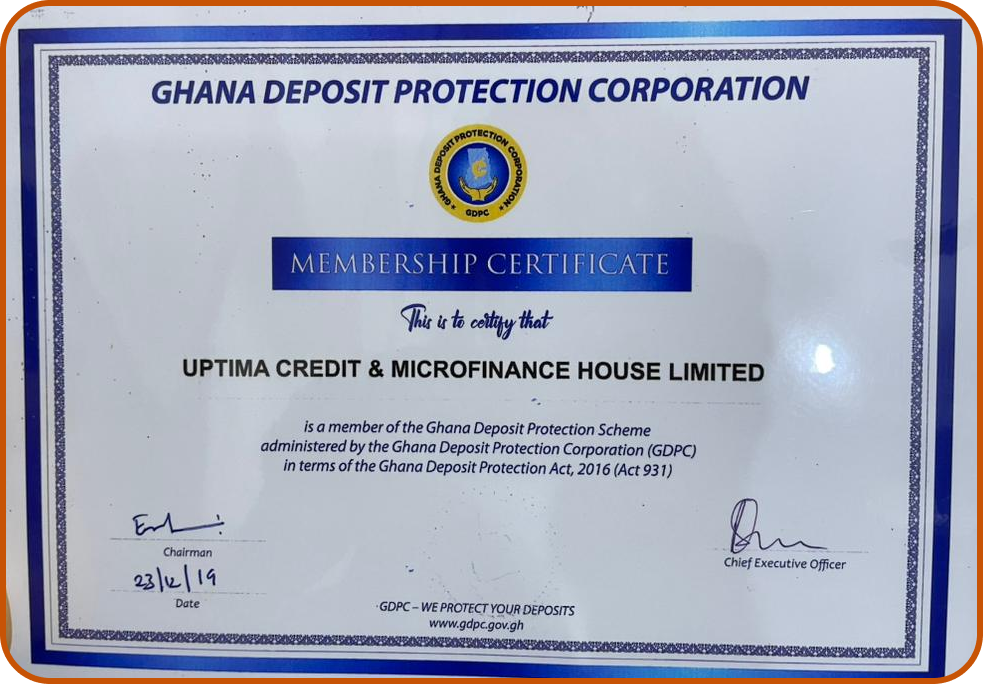 GHANA DEPOSIT PROTECTION CORPORATION
GHANA DEPOSIT PROTECTION CORPORATION
GDPC
MEMBERSHIP CERTIFICATE
This is to certify that
UPTIMA CREDIT & MICROFINANCE HOUSE LIMITED
is a member of the Ghana Deposit Protection Scheme
administered by the Ghana Deposit Protection Corporation (GDPC)
in terms of the Ghana Deposit Protection Act, 2016 (Act 931)
Chairman
Chief Executive Officer
23/12/19
Date
GDPC – WE PROTECT YOUR DEPOSITS
www.gdpc.gov.gh